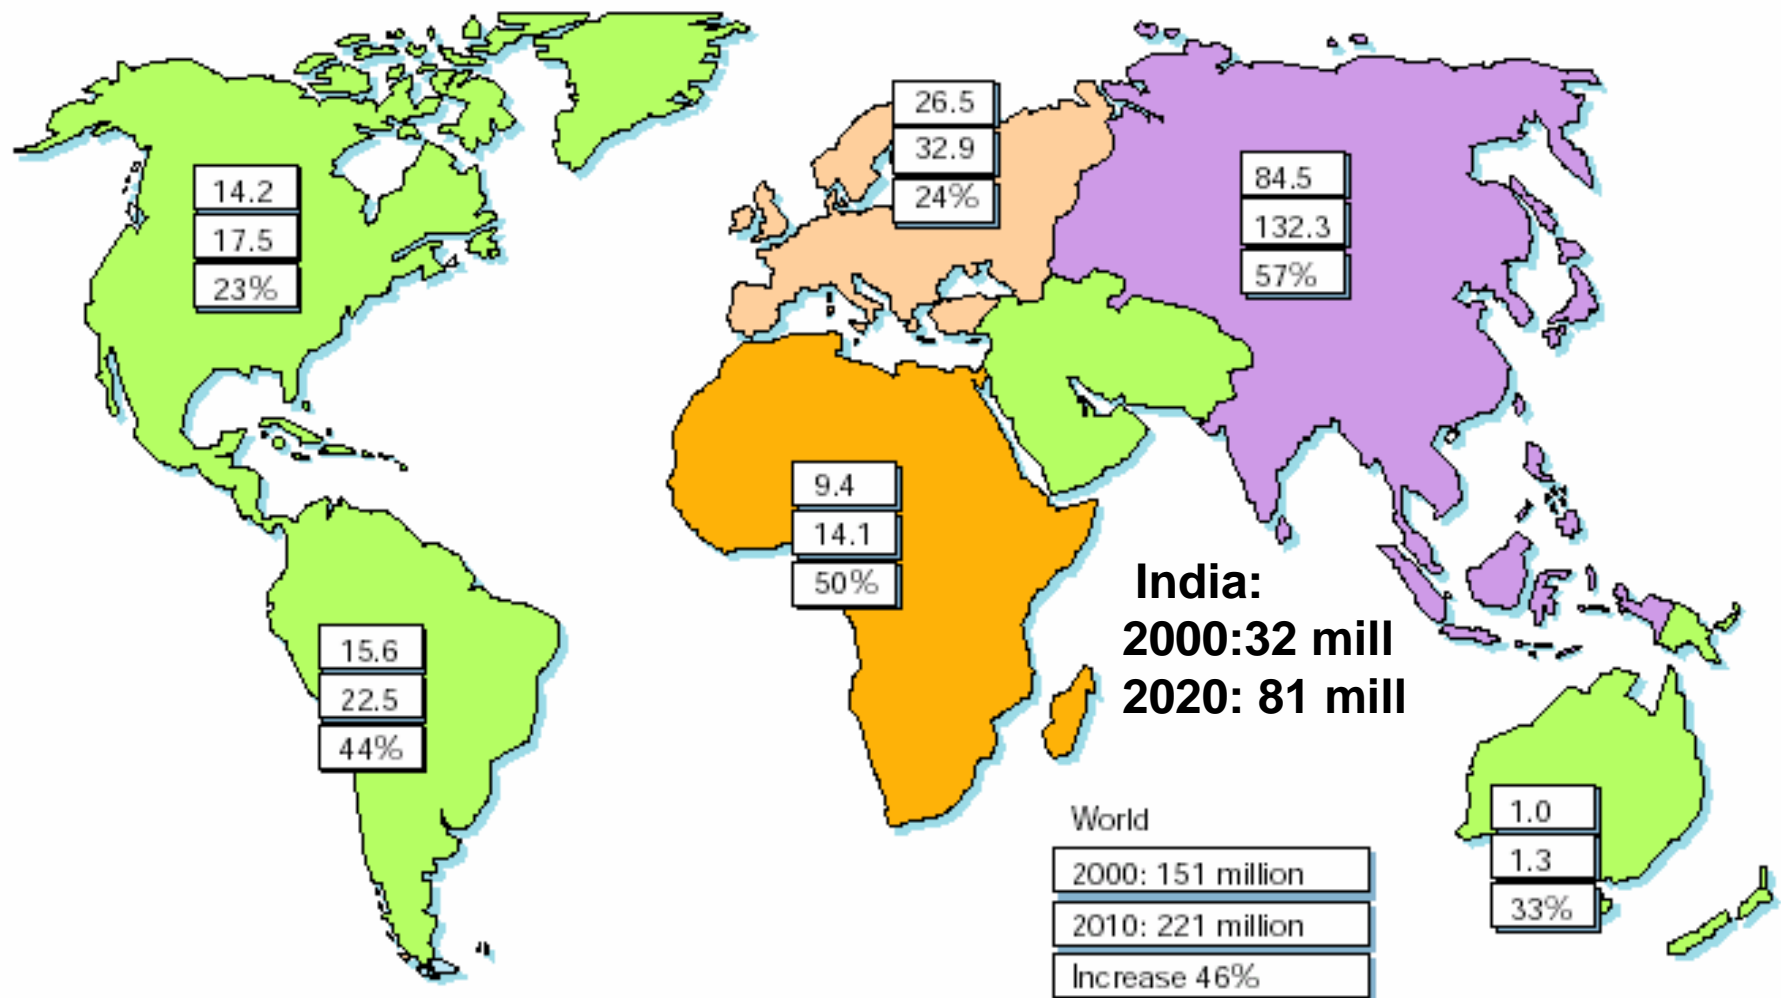 26.5
32.9
24%
84.5
132.3
57%
14.2
17.5
23%
9.4
14.1
50%
India:
2000:32 mill
2020: 81 mill
15.6
22.5
44%
1.0
1.3
33%
World
2000: 151 million
2010: 221 million
Increase 46%